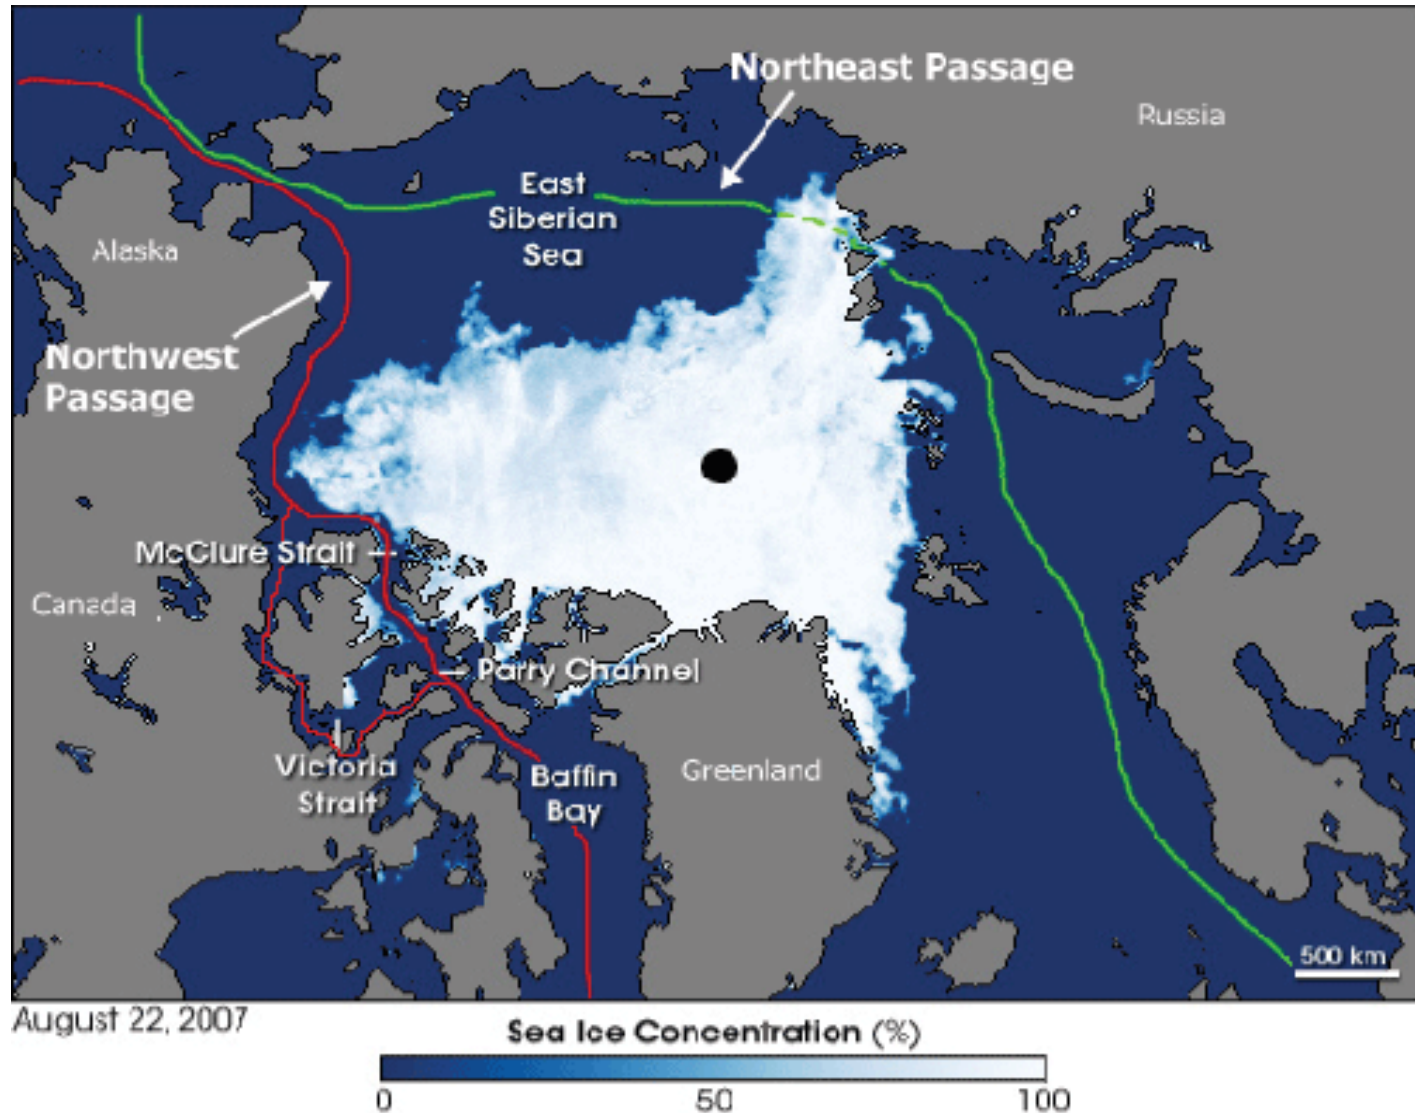 Northeast Passage
Russia
East
Siberian
Sea
Alaska
Northwest
Passage
McClure Strait
Canada
Parry Channel
Victoria
Strait
Baffin
Bay
Greenland
500 km
August 22, 2007
Sea Ice Concentration (%)
0 50 100